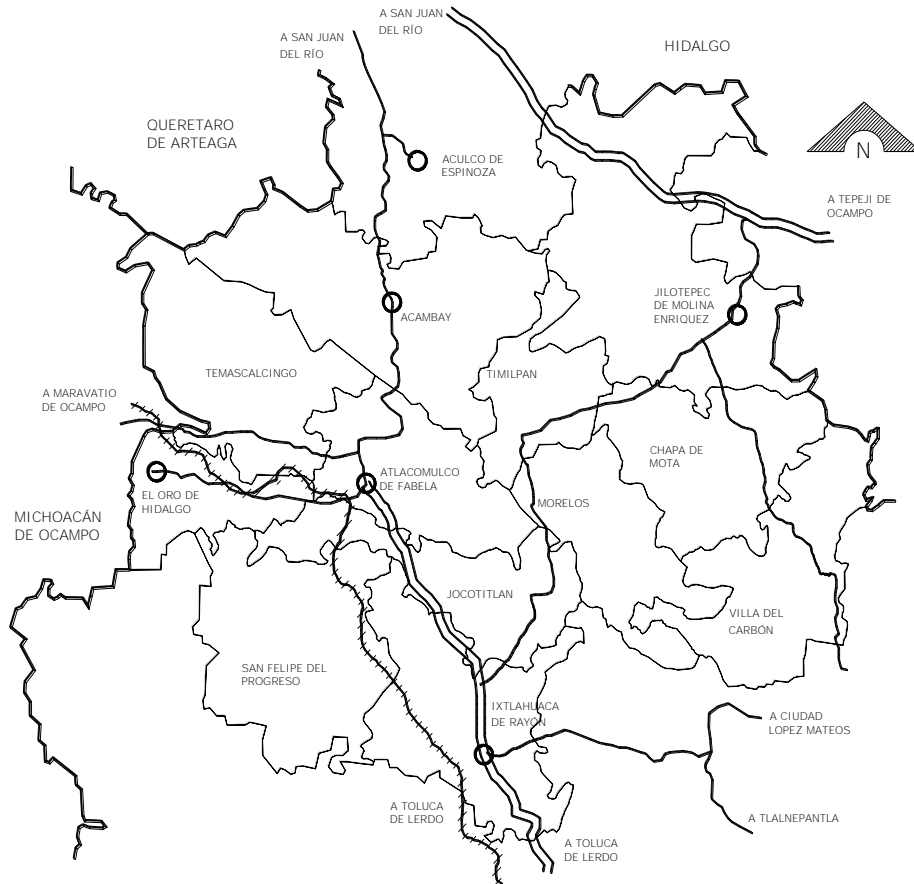 A SAN JUAN
DEL RÍO
A SAN JUAN
DEL RÍO
HIDALGO
QUERETARO
DE ARTEAGA
N
ACULCO DE
ESPINOZA
A TEPEJI DE
OCAMPO
JILOTEPEC
DE MOLINA
ENRIQUEZ
ACAMBAY
TEMASCALCINGO
TIMILPAN
A MARAVATIO
DE OCAMPO
CHAPA DE
MOTA
ATLACOMULCO
DE FABELA
EL ORO DE
HIDALGO
MORELOS
MICHOACÁN
DE OCAMPO
JOCOTITLAN
VILLA DEL
CARBÓN
SAN FELIPE DEL
PROGRESO
IXTLAHUACA
DE RAYON
A CIUDAD
LOPEZ MATEOS
A TOLUCA
DE LERDO
A TLALNEPANTLA
A TOLUCA
DE LERDO